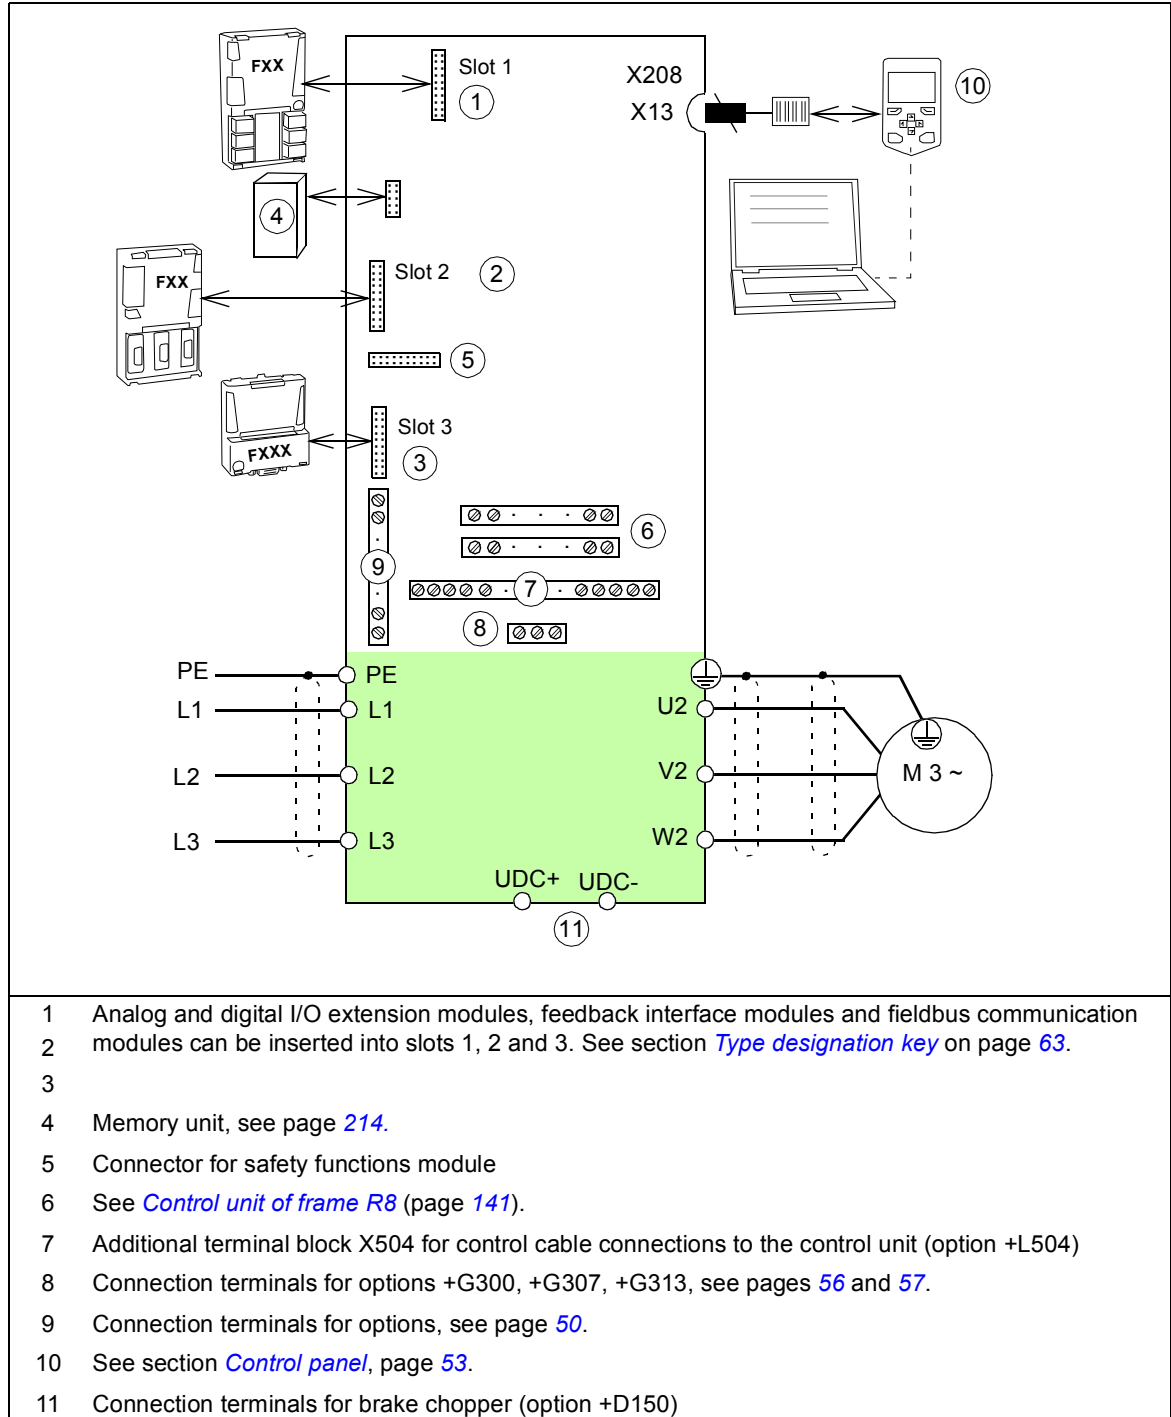 FXX
Slot 1
1
X208
X13
10
4
FXX
Slot 2
2
5
Slot 3
FXXX
3
6
9
7
8
PE
PE
L1
L1
U2
L2
L2
V2
M 3 ~
L3
L3
W2
UDC+ UDC-
11
1 Analog and digital I/O extension modules, feedback interface modules and fieldbus communication
2 modules can be inserted into slots 1, 2 and 3. See section Type designation key on page 63.
3
4 Memory unit, see page 214.
5 Connector for safety functions module
6 See Control unit of frame R8 (page 141).
7 Additional terminal block X504 for control cable connections to the control unit (option +L504)
8 Connection terminals for options +G300, +G307, +G313, see pages 56 and 57.
9 Connection terminals for options, see page 50.
10 See section Control panel, page 53.
11 Connection terminals for brake chopper (option +D150)